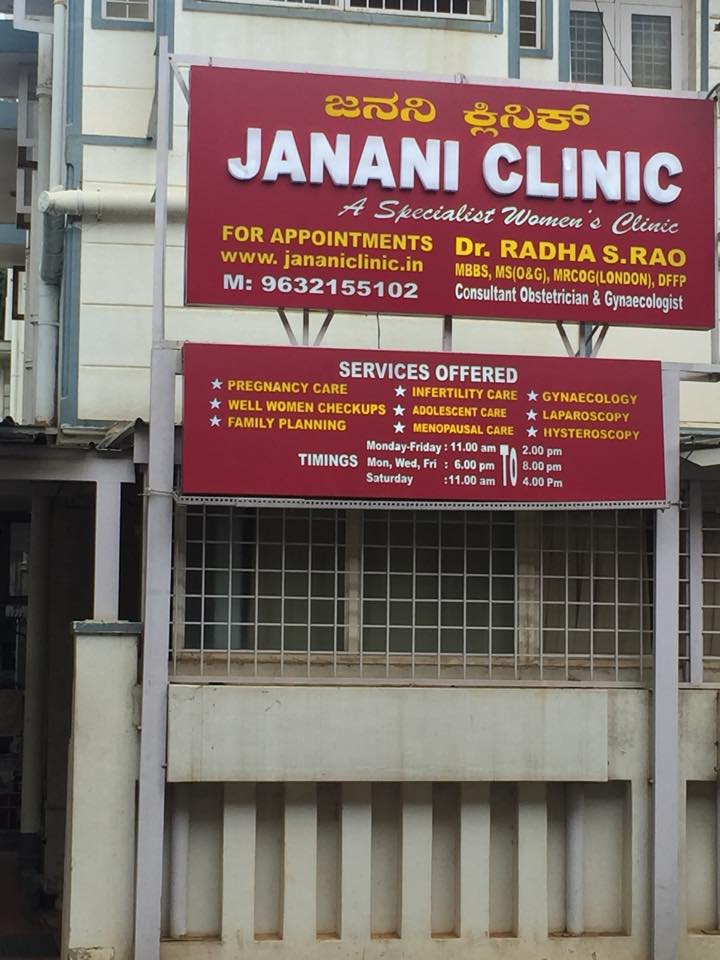 ಜನನಿ ಕ್ಲಿನಿಕ್
JANANI CLINIC
A Specialist Women's Clinic
FOR APPOINTMENTS
www. jananiclinic.in
M: 9632155102
Dr. RADHA S.RAO
MBBS, MS(O&G), MRCOG(LONDON), DFFP
Consultant Obstetrician & Gynaecologist
SERVICES OFFERED
★ PREGNANCY CARE
★ WELL WOMEN CHECKUPS
★ FAMILY PLANNING
★ INFERTILITY CARE
★ ADOLESCENT CARE
★ MENOPAUSAL CARE
★ GYNAECOLOGY
★ LAPAROSCOPY
★ HYSTEROSCOPY
TIMINGS
Monday-Friday : 11.00 am TO 2.00 pm
Mon, Wed, Fri : 6.00 pm 8.00 pm
Saturday : 11.00 am 4.00 Pm